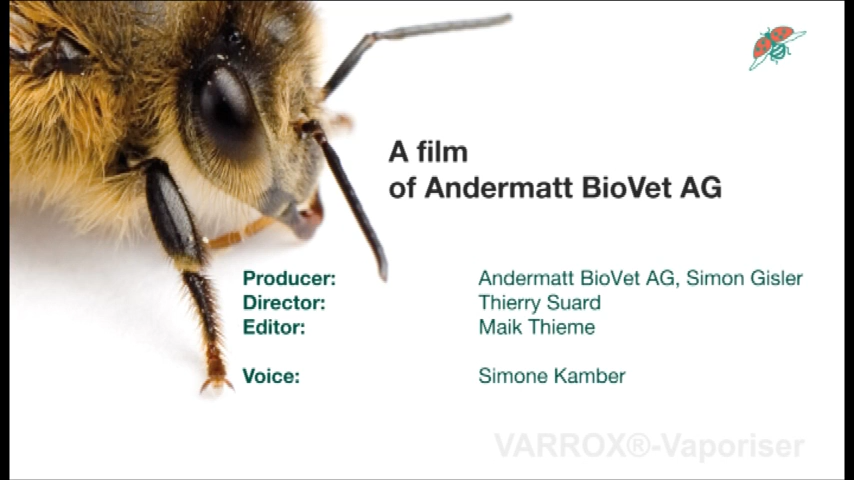 A film
of Andermatt BioVet AG
Producer: Andermatt BioVet AG, Simon Gisler
Director: Thierry Suard
Editor: Maik Thieme
Voice: Simone Kamber
VARROX®-Vaporiser